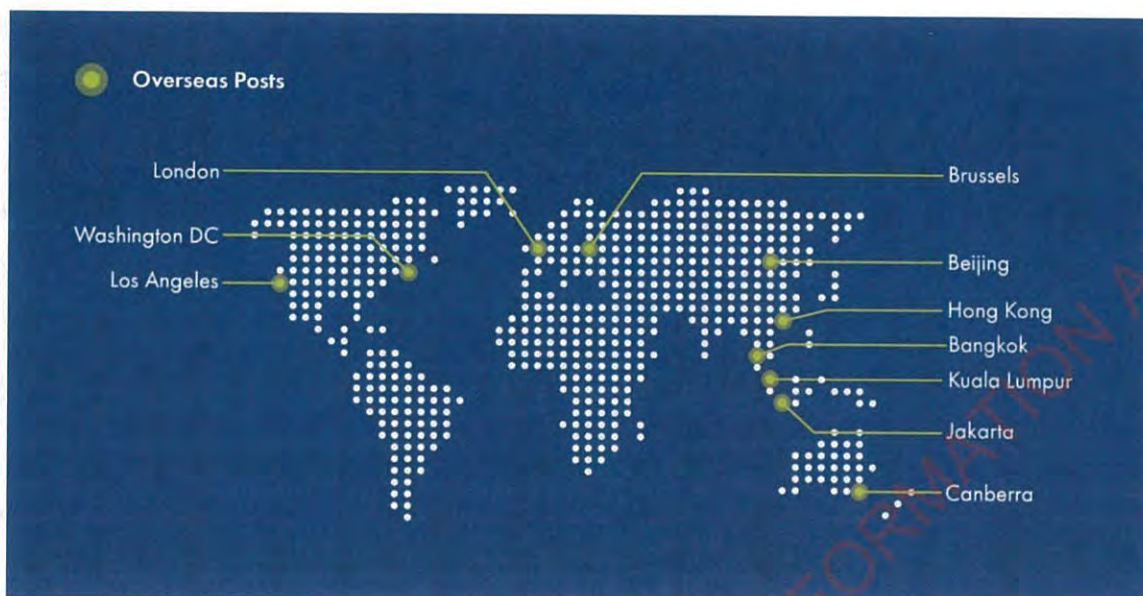 Overseas Posts
London
Brussels
Washington DC
Beijing
Los Angeles
Hong Kong
Bangkok
Kuala Lumpur
Jakarta
Canberra